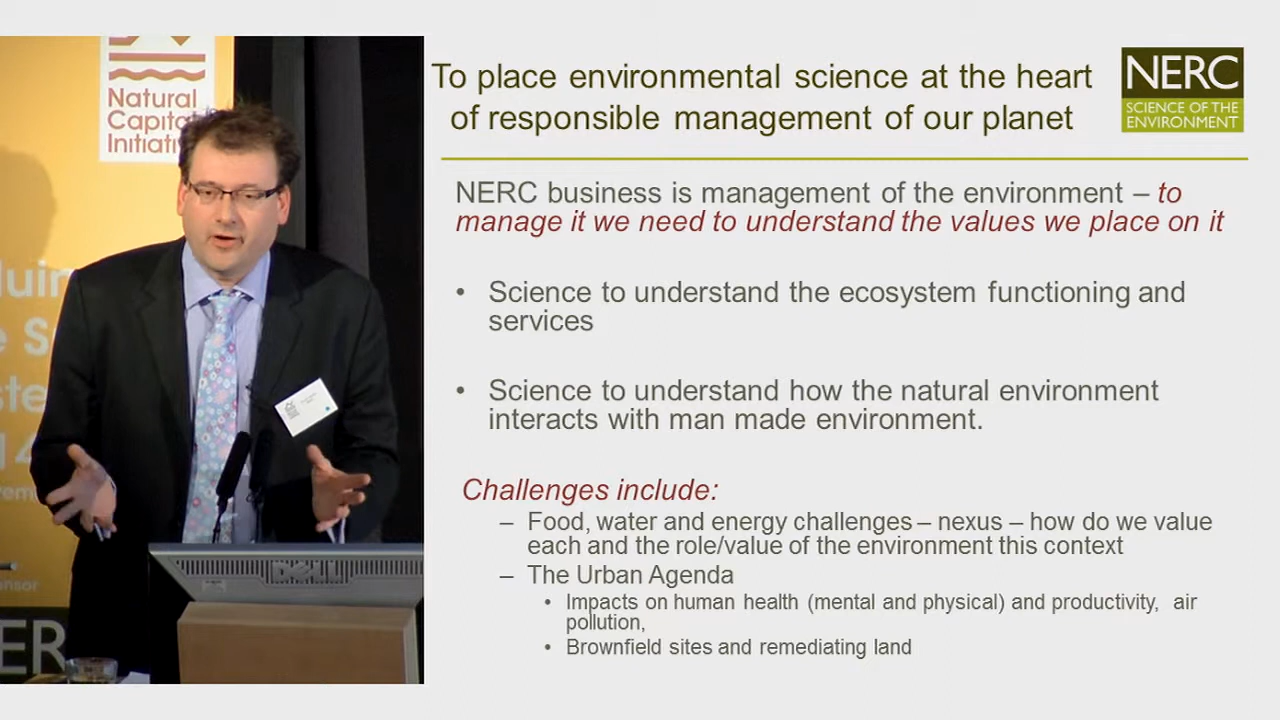 Natural
Capital
Initiati
To place environmental science at the heart
of responsible management of our planet
NERC
SCIENCE OF THE
ENVIRONMENT
NERC business is management of the environment – to
manage it we need to understand the values we place on it
• Science to understand the ecosystem functioning and
services
• Science to understand how the natural environment
interacts with man made environment.
Challenges include:
– Food, water and energy challenges – nexus – how do we value
each and the role/value of the environment this context
– The Urban Agenda
• Impacts on human health (mental and physical) and productivity, air
pollution,
• Brownfield sites and remediating land